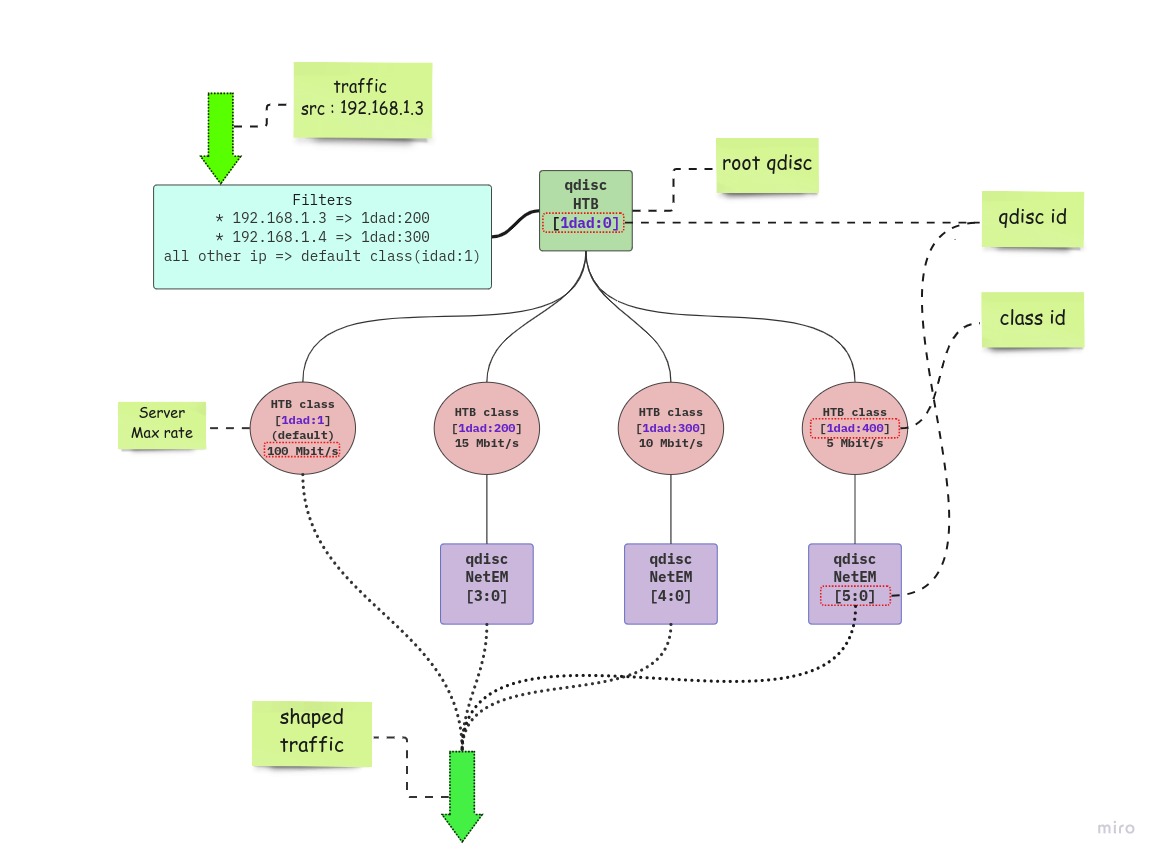 traffic
src : 192.168.1.3
root qdisc
qdisc
HTB
[1dad:0]
Filters
* 192.168.1.3 => 1dad:200
* 192.168.1.4 => 1dad:300
all other ip => default class(idad:1)
qdisc id
class id
Server
Max rate
HTB class
[1dad:1]
(default)
100 Mbit/s
HTB class
[1dad:200]
15 Mbit/s
HTB class
[1dad:300]
10 Mbit/s
HTB class
[1dad:400]
5 Mbit/s
qdisc
NetEM
[3:0]
qdisc
NetEM
[4:0]
qdisc
NetEM
[5:0]
shaped
traffic
miro